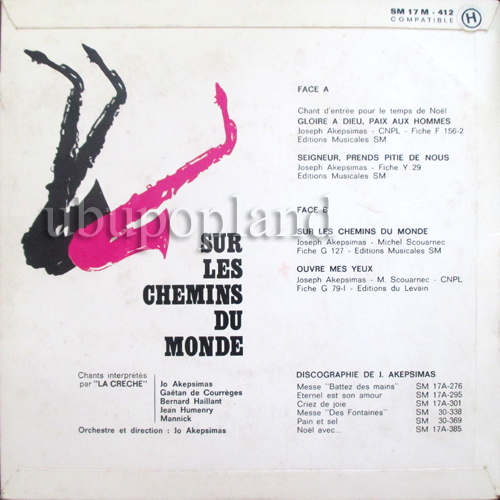 SM 17 M - 412
COMPATIBLE
H
FACE A
Chant d'entrée pour le temps de Noël
GLOIRE A DIEU, PAIX AUX HOMMES
Joseph Akepsimas - CNPL - Fiche F 156-2
Editions Musicales SM
SEIGNEUR, PRENDS PITIE DE NOUS
Joseph Akepsimas - Fiche Y 29
Editions Musicales SM
ubupopland
FACE B
SUR LES CHEMINS DU MONDE
Joseph Akepsimas - Michel Scouarnec
Fiche G 127 - Editions Musicales SM
OUVRE MES YEUX
Joseph Akepsimas - M. Scouarnec - CNPL
Fiche G 79-I - Editions du Levain
SUR
LES
CHEMINS
DU
MONDE
Chants interprétés
par "LA CRECHE"
Jo Akepsimas
Gaëtan de Courrèges
Bernard Haillant
Jean Humenry
Mannick
Orchestre et direction : Jo Akepsimas
DISCOGRAPHIE DE J. AKEPSIMAS
Messe "Battez des mains" SM 17A-276
Eternel est son amour SM 17A-295
Criez de joie SM 17A-301
Messe "Des Fontaines" SM 30-338
Pain et sel SM 30-369
Noël avec... SM 17A-385